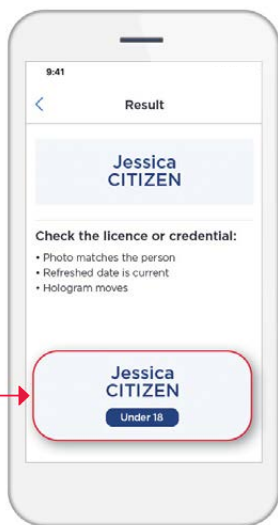 9:41
Result
Jessica
CITIZEN
Check the licence or credential:
• Photo matches the person
• Refreshed date is current
• Hologram moves
Jessica
CITIZEN
Under 18